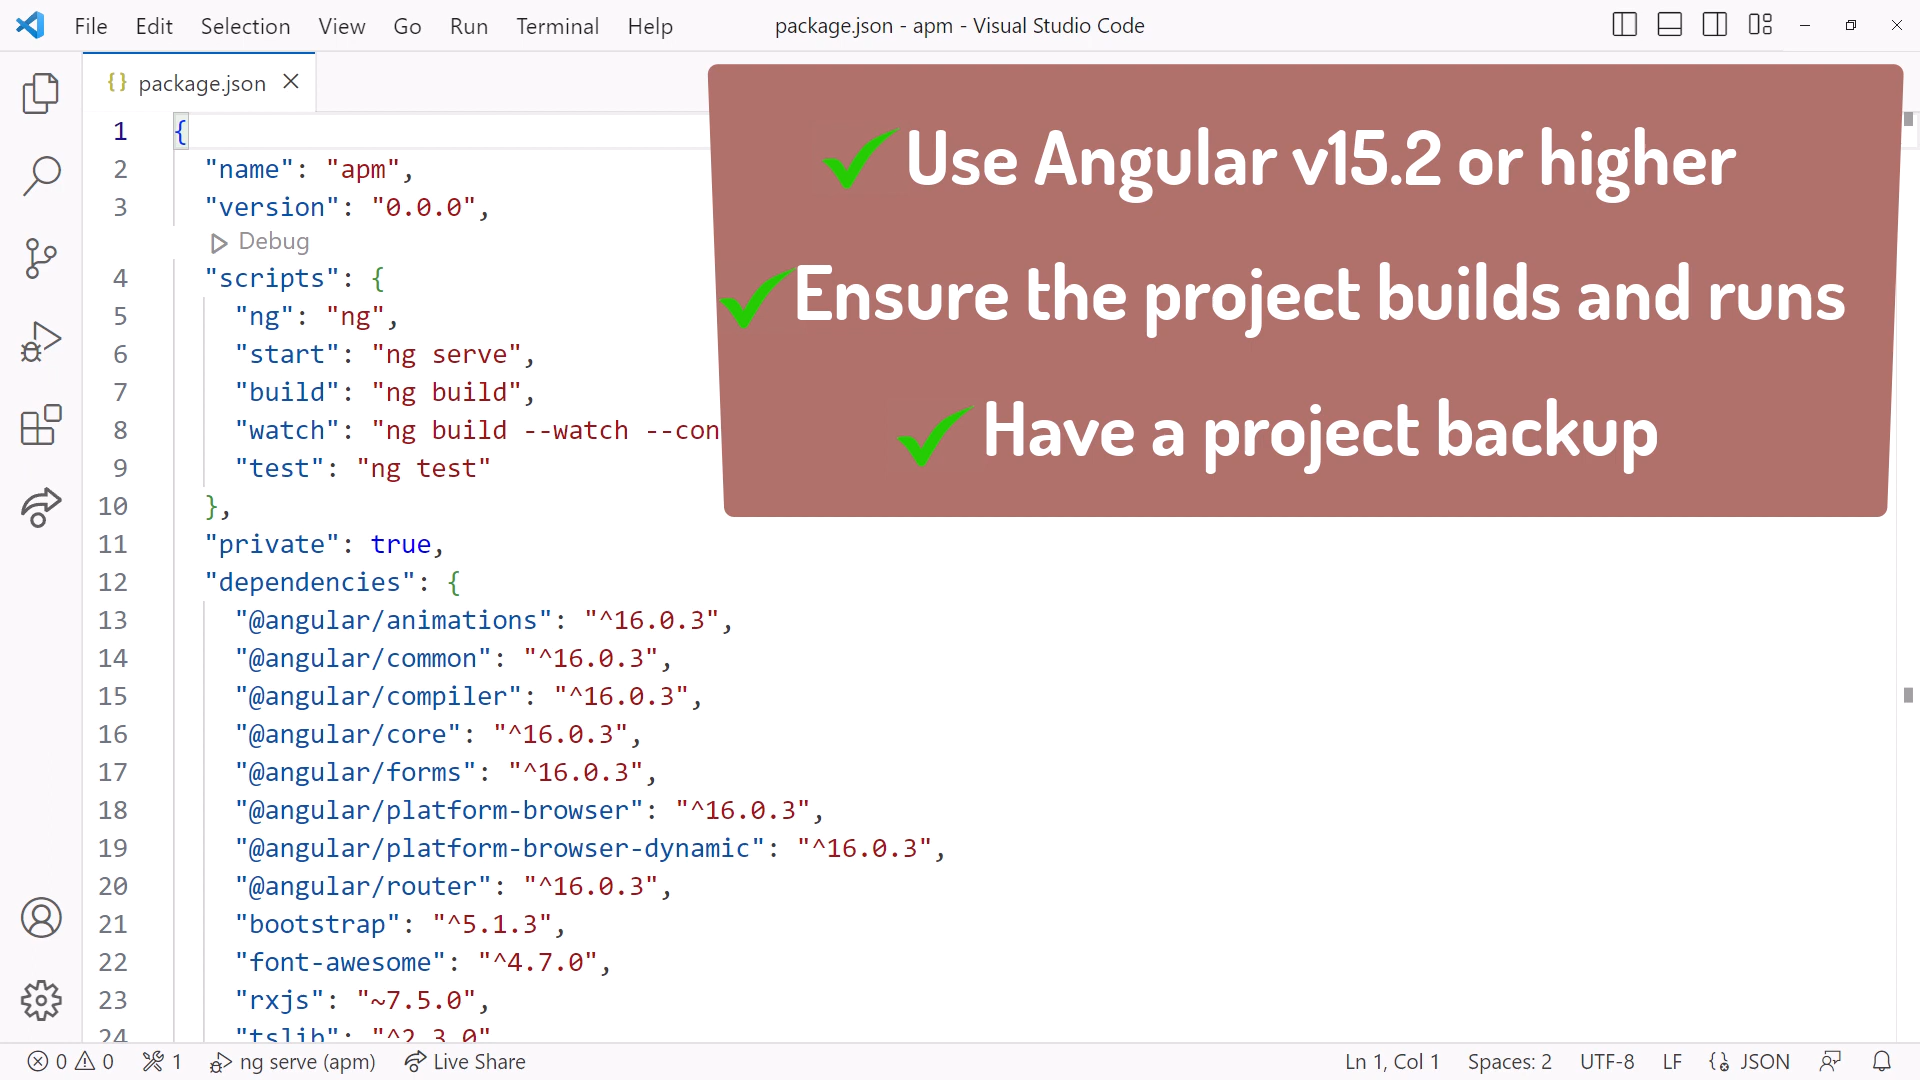 File Edit Selection View Go Run Terminal Help package.json - apm - Visual Studio Code
{} package.json
Use Angular v15.2 or higher
Ensure the project builds and runs
Have a project backup
1 {
2 "name": "apm",
3 "version": "0.0.0",
Debug
4 "scripts": {
5 "ng": "ng",
6 "start": "ng serve",
7 "build": "ng build",
8 "watch": "ng build --watch --con
9 "test": "ng test"
10 },
11 "private": true,
12 "dependencies": {
13 "@angular/animations": "^16.0.3",
14 "@angular/common": "^16.0.3",
15 "@angular/compiler": "^16.0.3",
16 "@angular/core": "^16.0.3",
17 "@angular/forms": "^16.0.3",
18 "@angular/platform-browser": "^16.0.3",
19 "@angular/platform-browser-dynamic": "^16.0.3",
20 "@angular/router": "^16.0.3",
21 "bootstrap": "^5.1.3",
22 "font-awesome": "^4.7.0",
23 "rxjs": "~7.5.0",
24 "tslib": "^2.3.0"
0 0 1 ng serve (apm) Live Share Ln 1, Col 1 Spaces: 2 UTF-8 LF {} JSON